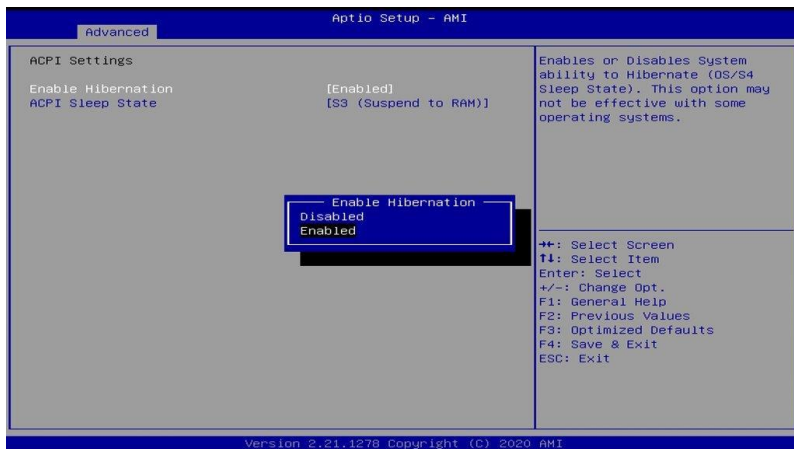 Aptio Setup – AMI
Advanced
ACPI Settings
Enable Hibernation [Enabled]
ACPI Sleep State [S3 (Suspend to RAM)]
Enables or Disables System
ability to Hibernate (OS/S4
Sleep State). This option may
not be effective with some
operating systems.
Enable Hibernation
Disabled
Enabled
→←: Select Screen
↑↓: Select Item
Enter: Select
+/-: Change Opt.
F1: General Help
F2: Previous Values
F3: Optimized Defaults
F4: Save & Exit
ESC: Exit
Version 2.21.1278 Copyright (C) 2020 AMI